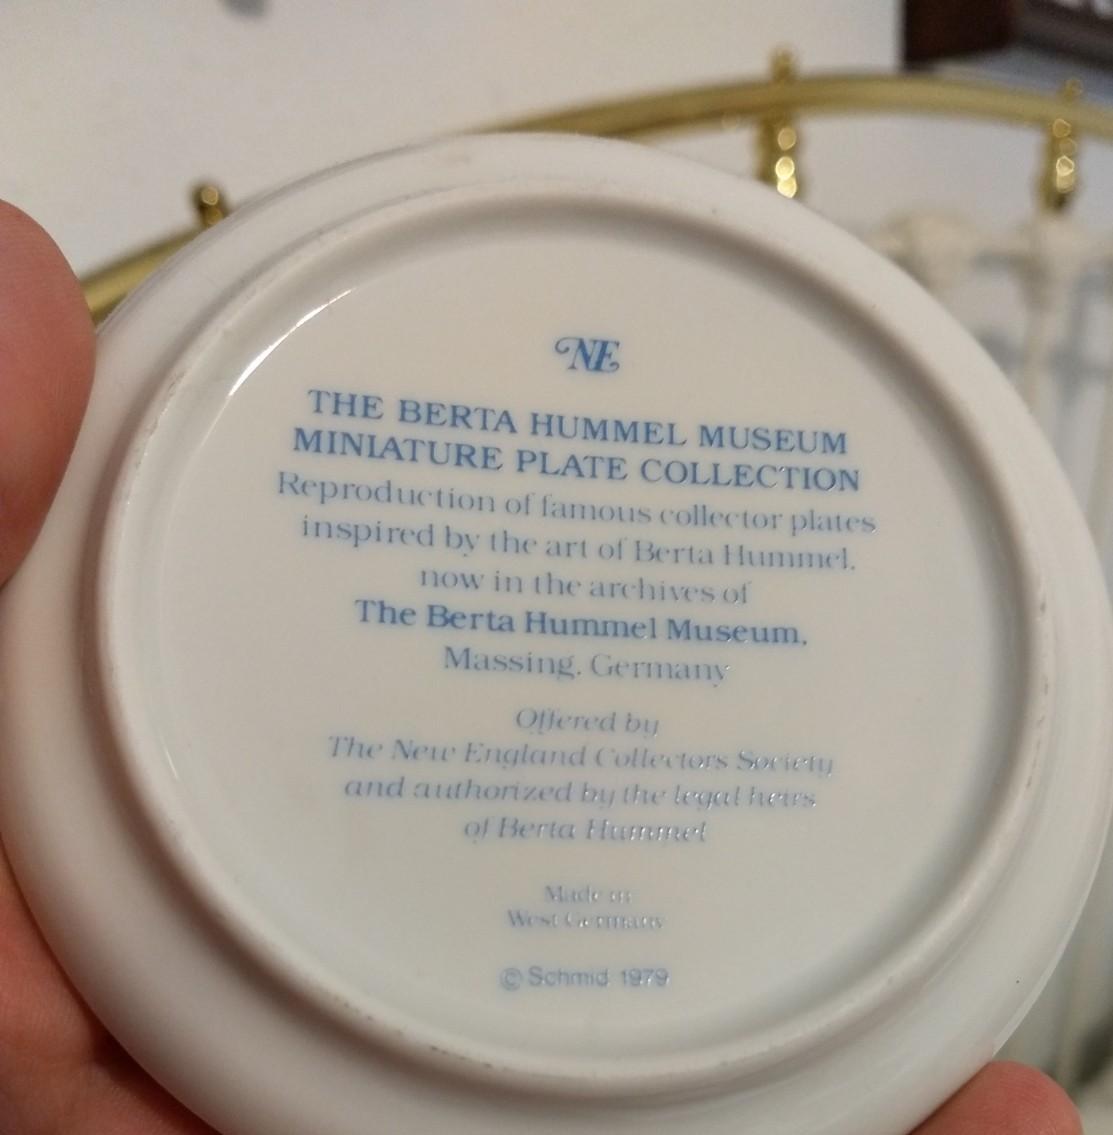 NE
THE BERTA HUMMEL MUSEUM
MINIATURE PLATE COLLECTION
Reproduction of famous collector plates
inspired by the art of Berta Hummel,
now in the archives of
The Berta Hummel Museum,
Massing, Germany
Offered by
The New England Collectors Society
and authorized by the legal heirs
of Berta Hummel
Made in
West Germany
© Schmid 1979